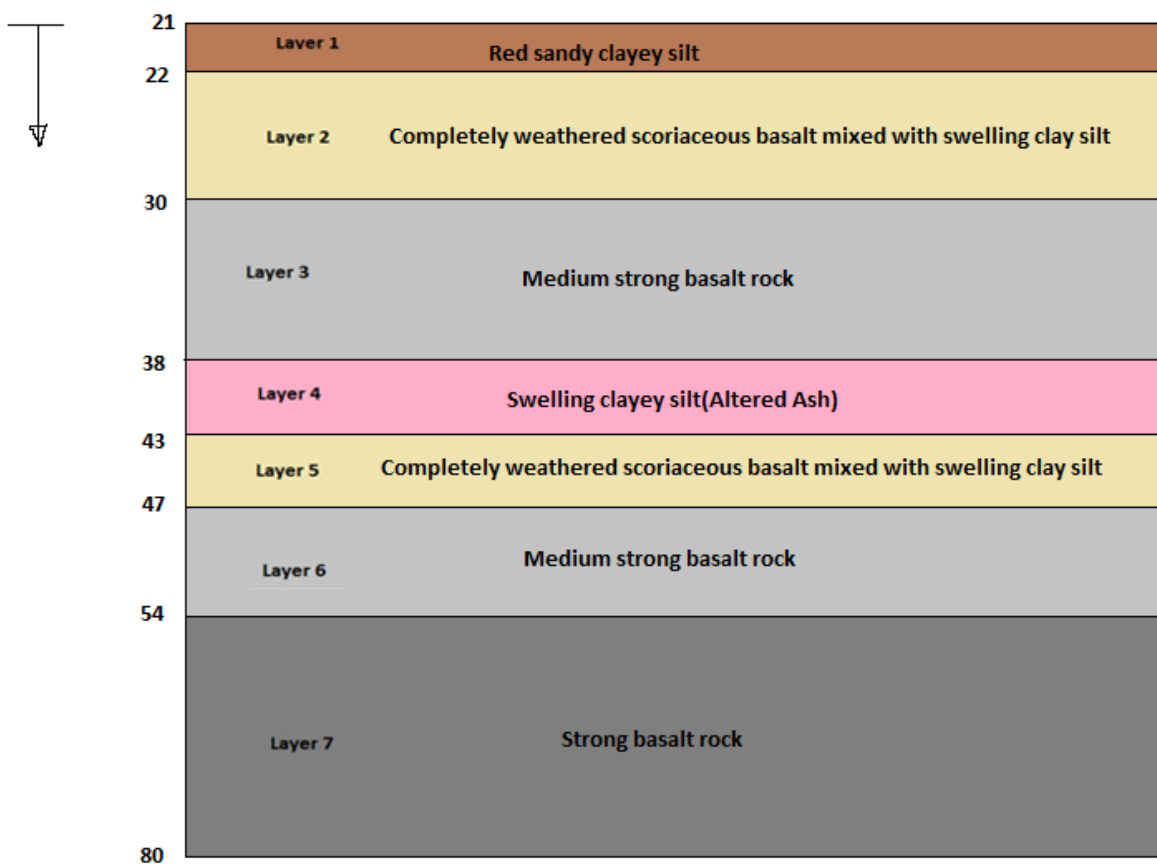 21
Layer 1
Red sandy clayey silt
22
Layer 2
Completely weathered scoriaceous basalt mixed with swelling clay silt
30
Layer 3
Medium strong basalt rock
38
Layer 4
Swelling clayey silt(Altered Ash)
43
Layer 5
Completely weathered scoriaceous basalt mixed with swelling clay silt
47
Layer 6
Medium strong basalt rock
54
Layer 7
Strong basalt rock
80